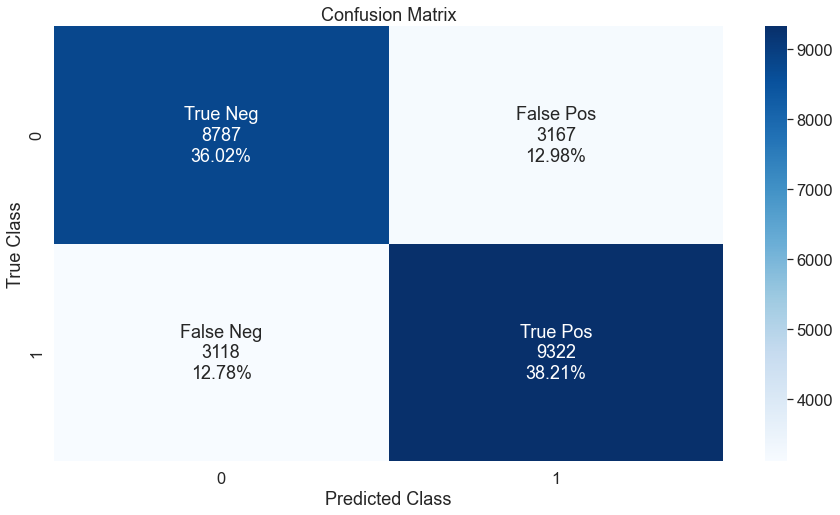 Confusion Matrix
True Class
0
True Neg
8787
36.02%
False Pos
3167
12.98%
1
False Neg
3118
12.78%
True Pos
9322
38.21%
0
1
Predicted Class
9000
8000
7000
6000
5000
4000